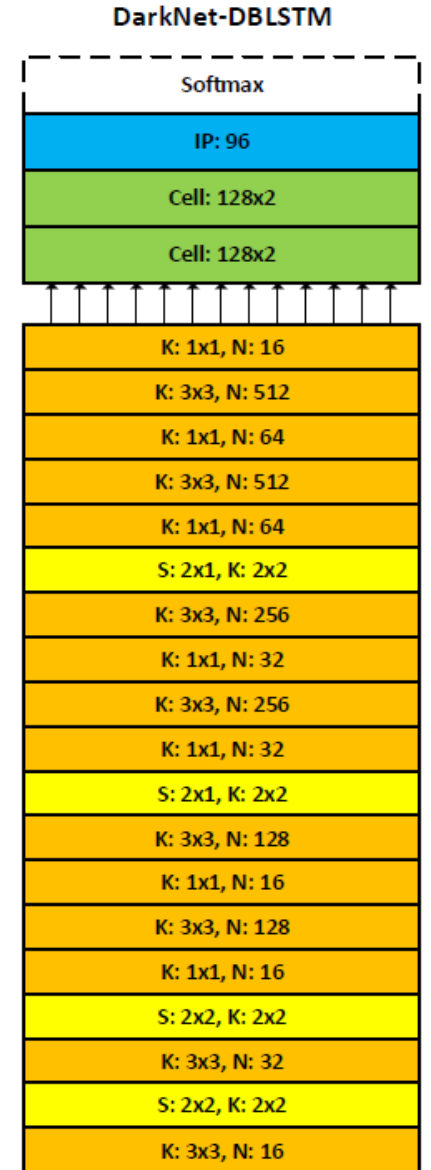 DarkNet-DBLSTM
Softmax
IP: 96
Cell: 128x2
Cell: 128x2
K: 1x1, N: 16
K: 3x3, N: 512
K: 1x1, N: 64
K: 3x3, N: 512
K: 1x1, N: 64
S: 2x1, K: 2x2
K: 3x3, N: 256
K: 1x1, N: 32
K: 3x3, N: 256
K: 1x1, N: 32
S: 2x1, K: 2x2
K: 3x3, N: 128
K: 1x1, N: 16
K: 3x3, N: 128
K: 1x1, N: 16
S: 2x2, K: 2x2
K: 3x3, N: 32
S: 2x2, K: 2x2
K: 3x3, N: 16